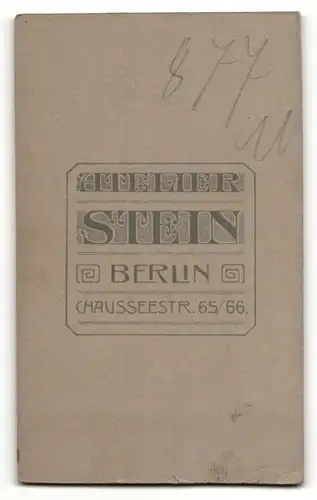 877
ATELIER
STEIN
BERLIN
CHAUSSEESTR. 65/66.